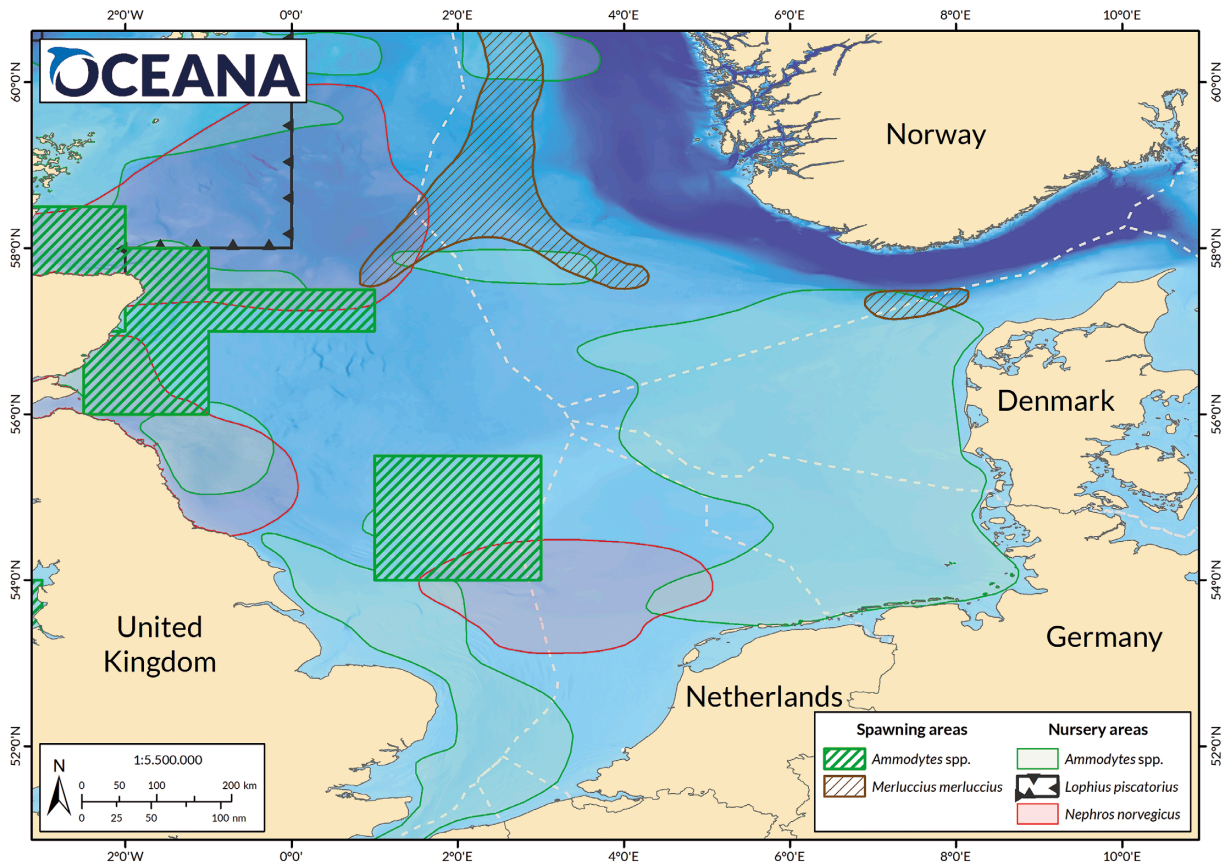 2°0'W 0°0' 2°0'E 4°0'E 6°0'E 8°0'E 10°0'E
OCEANA
60°0'N 60°0'N
Norway
58°0'N 58°0'N
Denmark
56°0'N 56°0'N
54°0'N 54°0'N
United
Kingdom
Germany
Netherlands
52°0'N 52°0'N
N
1:5.500.000
0 50 100 200 km
0 25 50 100 nm
Spawning areas
Ammodytes spp.
Merluccius merluccius
Nursery areas
Ammodytes spp.
Lophius piscatorius
Nephros norvegicus
2°0'W 0°0' 2°0'E 4°0'E 6°0'E 8°0'E 10°0'E